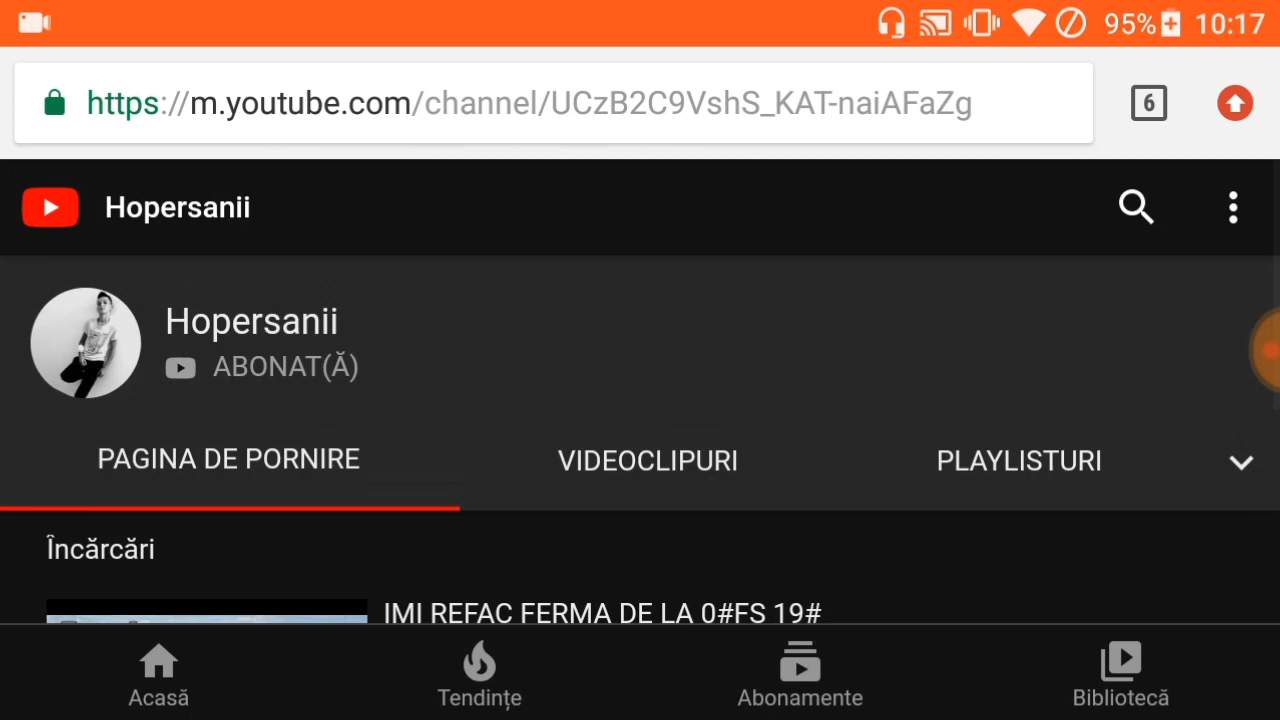 95% 10:17
https://m.youtube.com/channel/UCzB2C9VshS_KAT-naiAFaZg
6
Hopersanii
Hopersanii
ABONAT(Ă)
PAGINA DE PORNIRE VIDEOCLIPURI PLAYLISTURI
Încărcări
IMI REFAC FERMA DE LA 0#FS 19#
Acasă Tendințe Abonamente Bibliotecă